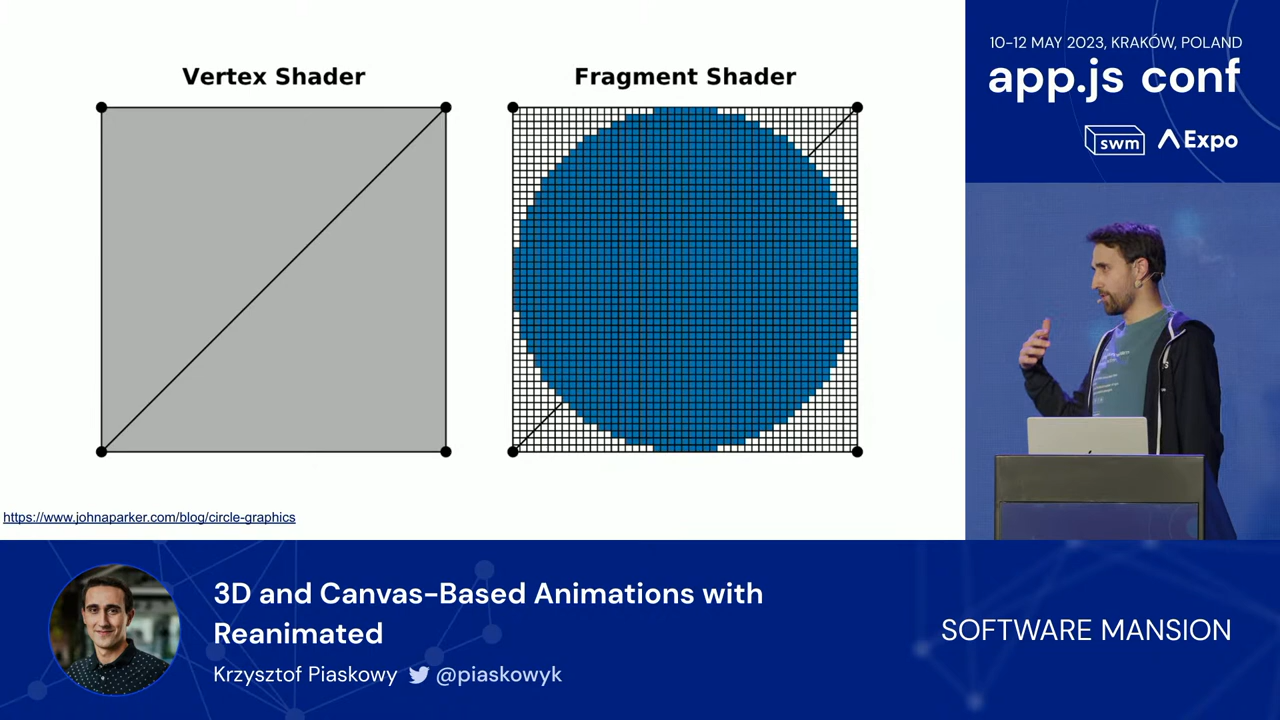 Vertex Shader
Fragment Shader
https://www.johnaparker.com/blog/circle-graphics
10–12 MAY 2023, KRAKÓW, POLAND
app.js conf
swm
Expo
3D and Canvas-Based Animations with
Reanimated
Krzysztof Piaskowy @piaskowyk
SOFTWARE MANSION